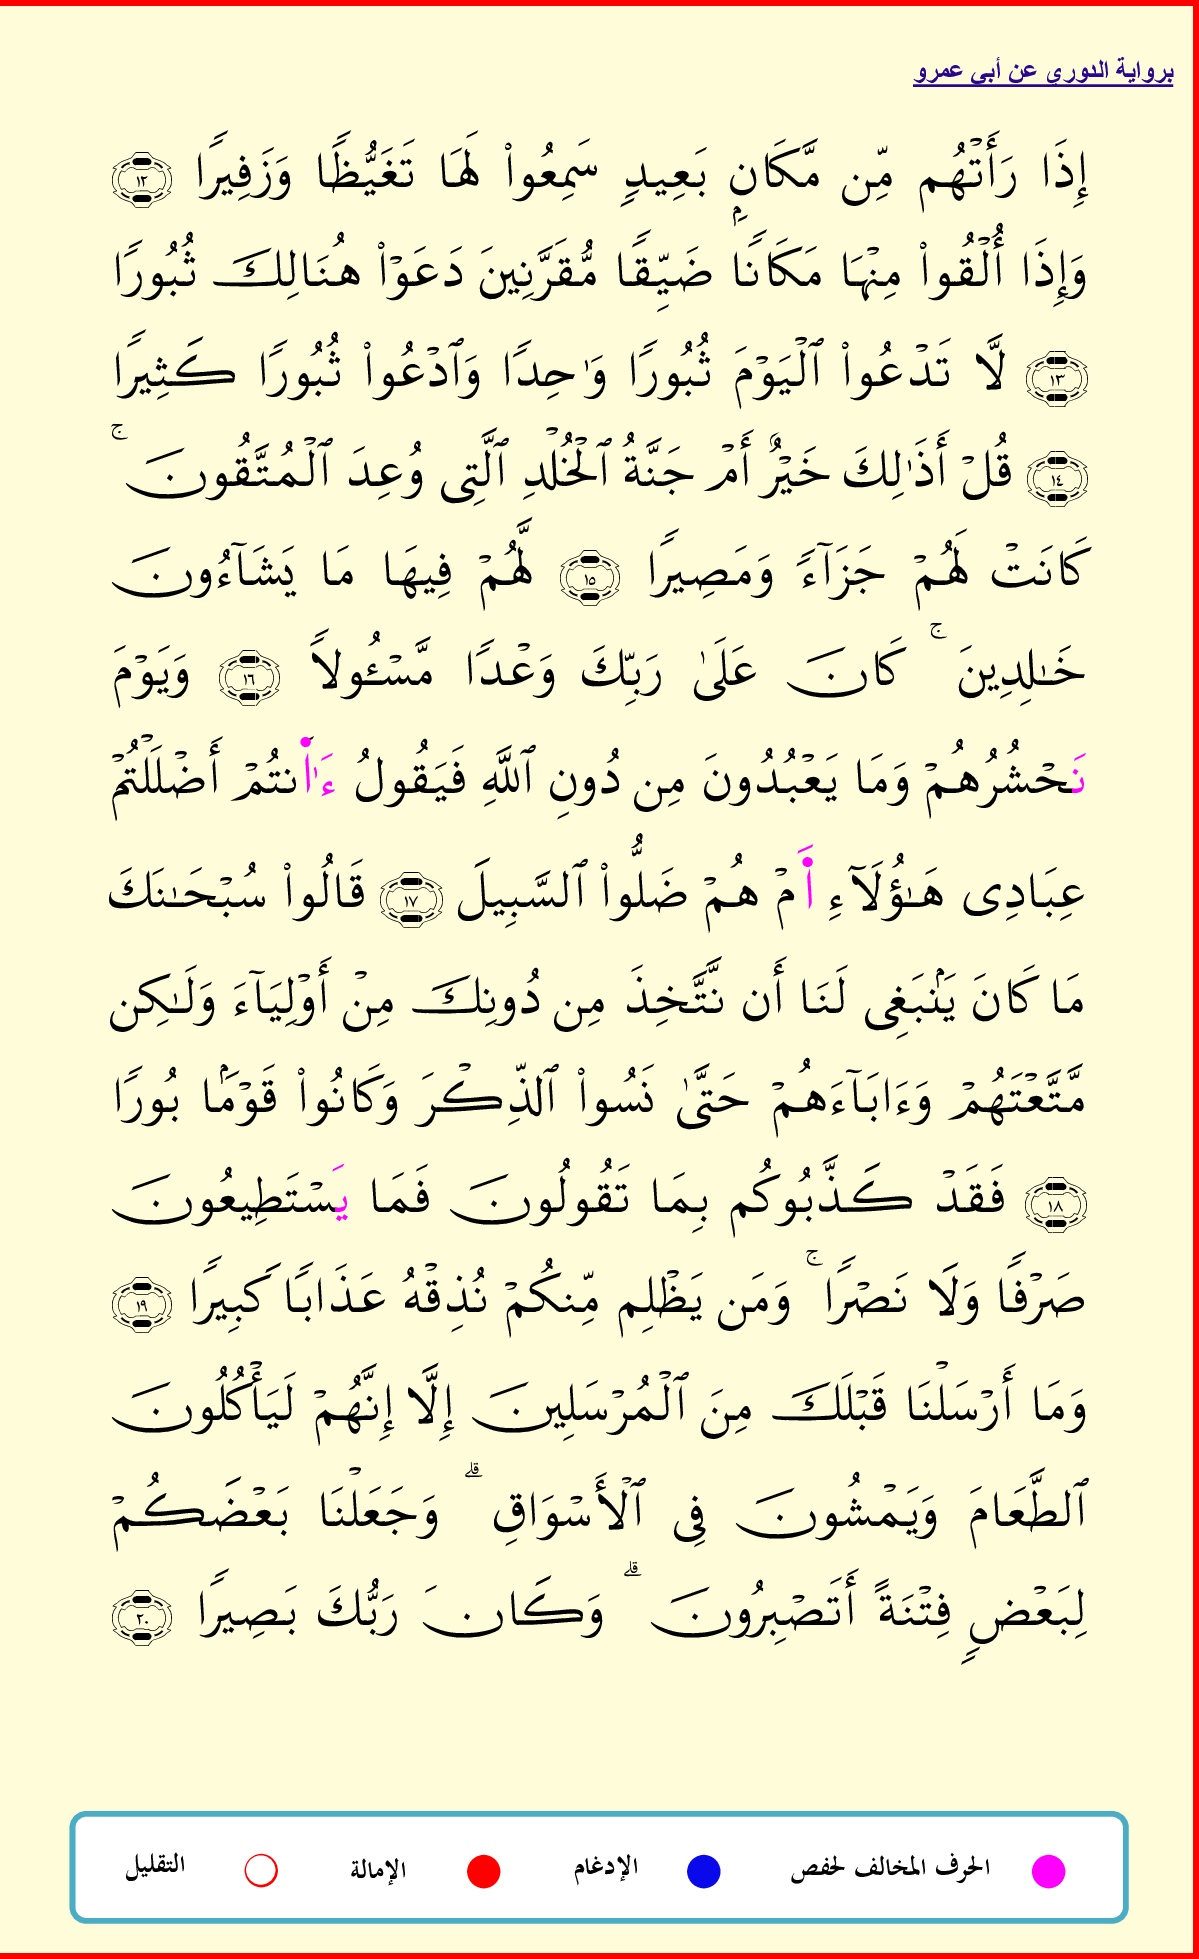 برواية الدوري عن أبي عمرو
إِذَا رَأَتْهُم مِّن مَّكَانِۭ بَعِيدٖ سَمِعُواْ لَهَا تَغَيُّظٗا وَزَفِيرٗا ١٢
وَإِذَا أُلْقُواْ مِنْهَا مَكَانٗا ضَيِّقٗا مُّقَرَّنِينَ دَعَوْاْ هُنَالِكَ ثُبُورٗا
١٣ لَّا تَدْعُواْ اُ۬لْيَوْمَ ثُبُورٗا وَٰحِدٗا وَٱدْعُواْ ثُبُورٗا كَثِيرٗا
١٤ قُلْ أَذَٰلِكَ خَيْرٌ أَمْ جَنَّةُ ٱلْخُلْدِ ٱلَّتِى وُعِدَ ٱلْمُتَّقُونَ ۚ
كَانَتْ لَهُمْ جَزَآءٗ وَمَصِيرٗا ١٥ لَّهُمْ فِيهَا مَا يَشَآءُونَ
خَـٰلِدِينَ ۚ كَانَ عَلَىٰ رَبِّكَ وَعْدٗا مَّسْـُٔولاٗ ١٦ وَيَوْمَ
نَحْشُرُهُمْ وَمَا يَعْبُدُونَ مِن دُونِ ٱللَّهِ فَيَقُولُ ءَاٰ۬نتُمْ أَضْلَلْتُمْ
عِبَادِى هَـٰؤُلَآءِ اَ۬مْ هُمْ ضَلُّواْ ٱلسَّبِيلَ ١٧ قَالُواْ سُبْحَـٰنَكَ
مَا كَانَ يَنۢبَغِى لَنَا أَن نَّتَّخِذَ مِن دُونِكَ مِنْ أَوْلِيَآءَ وَلَـٰكِن
مَّتَّعْتَهُمْ وَءَابَآءَهُمْ حَتَّىٰ نَسُواْ ٱلذِّكْرَ وَكَانُواْ قَوْمَۢا بُورٗا
١٨ فَقَدْ كَذَّبُوكُم بِمَا تَقُولُونَ فَمَا يَسْتَطِيعُونَ
صَرْفٗا وَلَا نَصْرٗا ۚ وَمَن يَظْلِم مِّنكُمْ نُذِقْهُ عَذَابٗا كَبِيرٗا ١٩
وَمَا أَرْسَلْنَا قَبْلَكَ مِنَ ٱلْمُرْسَلِينَ إِلَّا إِنَّهُمْ لَيَأْكُلُونَ
ٱلطَّعَامَ وَيَمْشُونَ فِى ٱلْأَسْوَاقِ ۗ وَجَعَلْنَا بَعْضَكُمْ
لِبَعْضٖ فِتْنَةً أَتَصْبِرُونَ ۗ وَكَانَ رَبُّكَ بَصِيرٗا ٢٠
الحرف المخالف لحفص الإدغام الإمالة التقليل